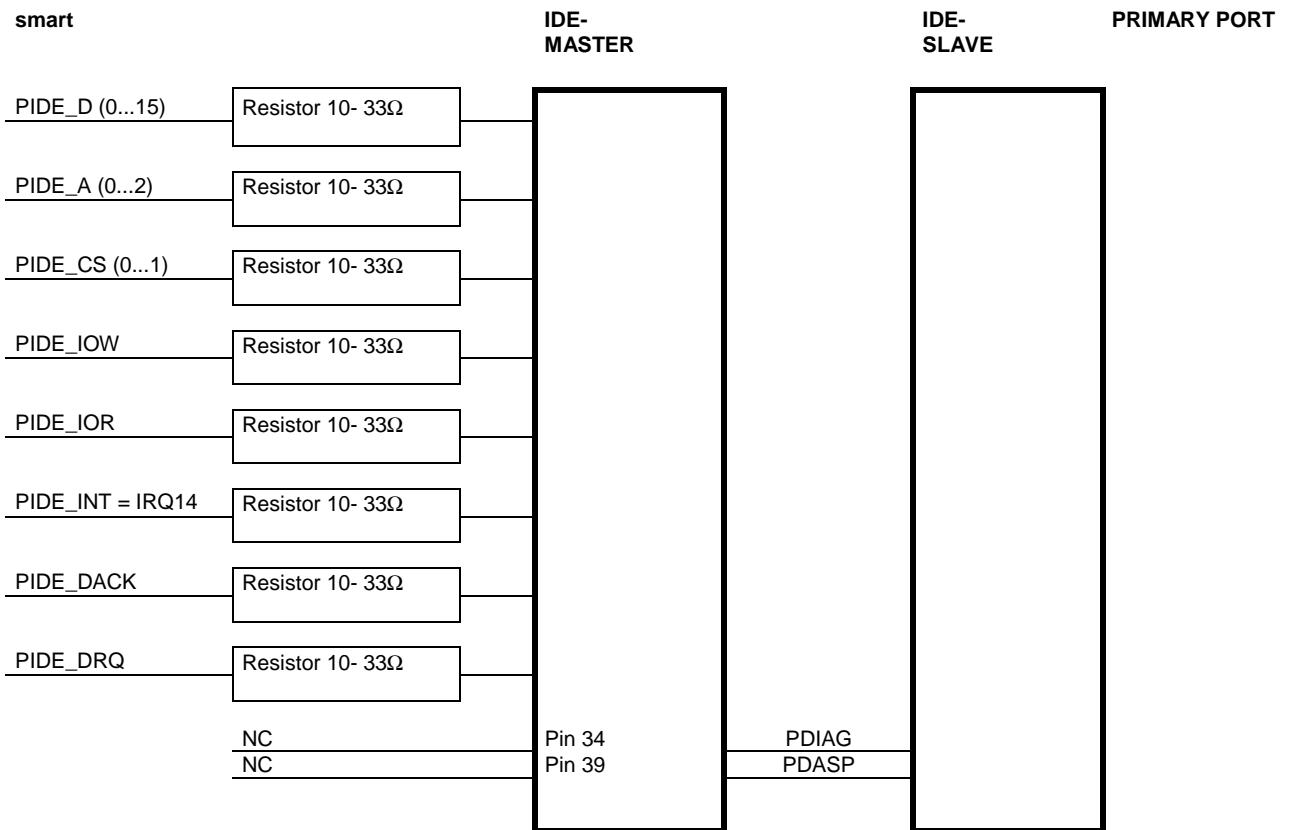 smart IDE- IDE- PRIMARY PORT
MASTER SLAVE
PIDE_D (0...15) Resistor 10- 33Ω
PIDE_A (0...2) Resistor 10- 33Ω
PIDE_CS (0...1) Resistor 10- 33Ω
PIDE_IOW Resistor 10- 33Ω
PIDE_IOR Resistor 10- 33Ω
PIDE_INT = IRQ14 Resistor 10- 33Ω
PIDE_DACK Resistor 10- 33Ω
PIDE_DRQ Resistor 10- 33Ω
NC Pin 34 PDIAG
NC Pin 39 PDASP